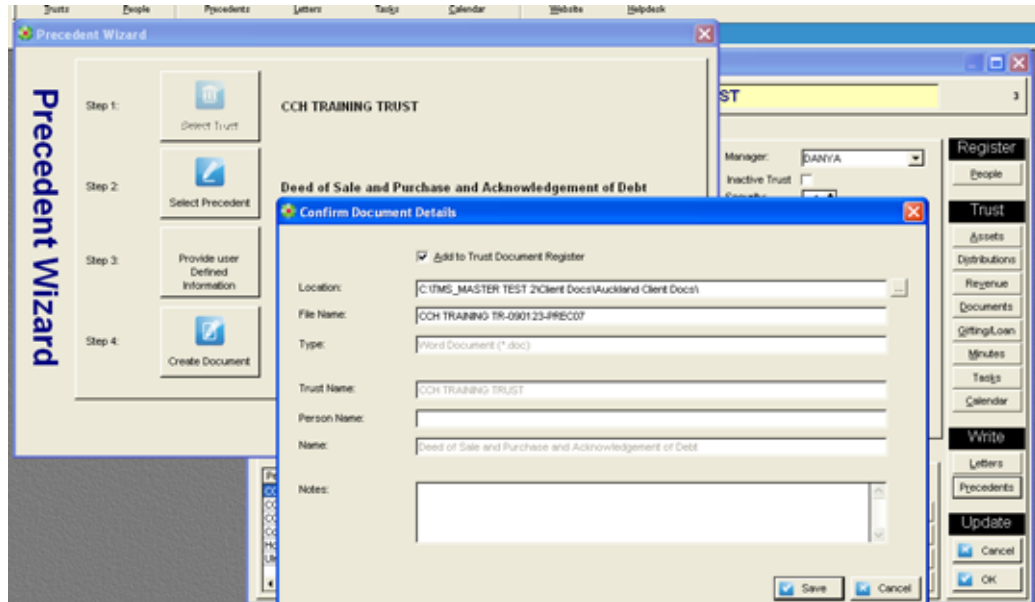 Trusts People Precedents Letters Tasks Calendar Website Helpdesk
Precedent Wizard
Precedent Wizard
Step 1:
Select Trust
CCH TRAINING TRUST
Step 2:
Select Precedent
Deed of Sale and Purchase and Acknowledgement of Debt
Step 3:
Provide user
Defined
Information
Step 4:
Create Document
ST
3
Manager: DANYA
Inactive Trust
Register
People
Trust
Assets
Distributions
Revenue
Documents
Gifting/Loan
Minutes
Tasks
Calendar
Write
Letters
Precedents
Update
Cancel
OK
Confirm Document Details
Add to Trust Document Register
Location: C:\TMS_MASTER TEST 2\Client Docs\Auckland Client Docs\
...
File Name: CCH TRAINING TR-090123-PREC07
Type: Word Document (*.doc)
Trust Name: CCH TRAINING TRUST
Person Name:
Name: Deed of Sale and Purchase and Acknowledgement of Debt
Notes:
Save Cancel